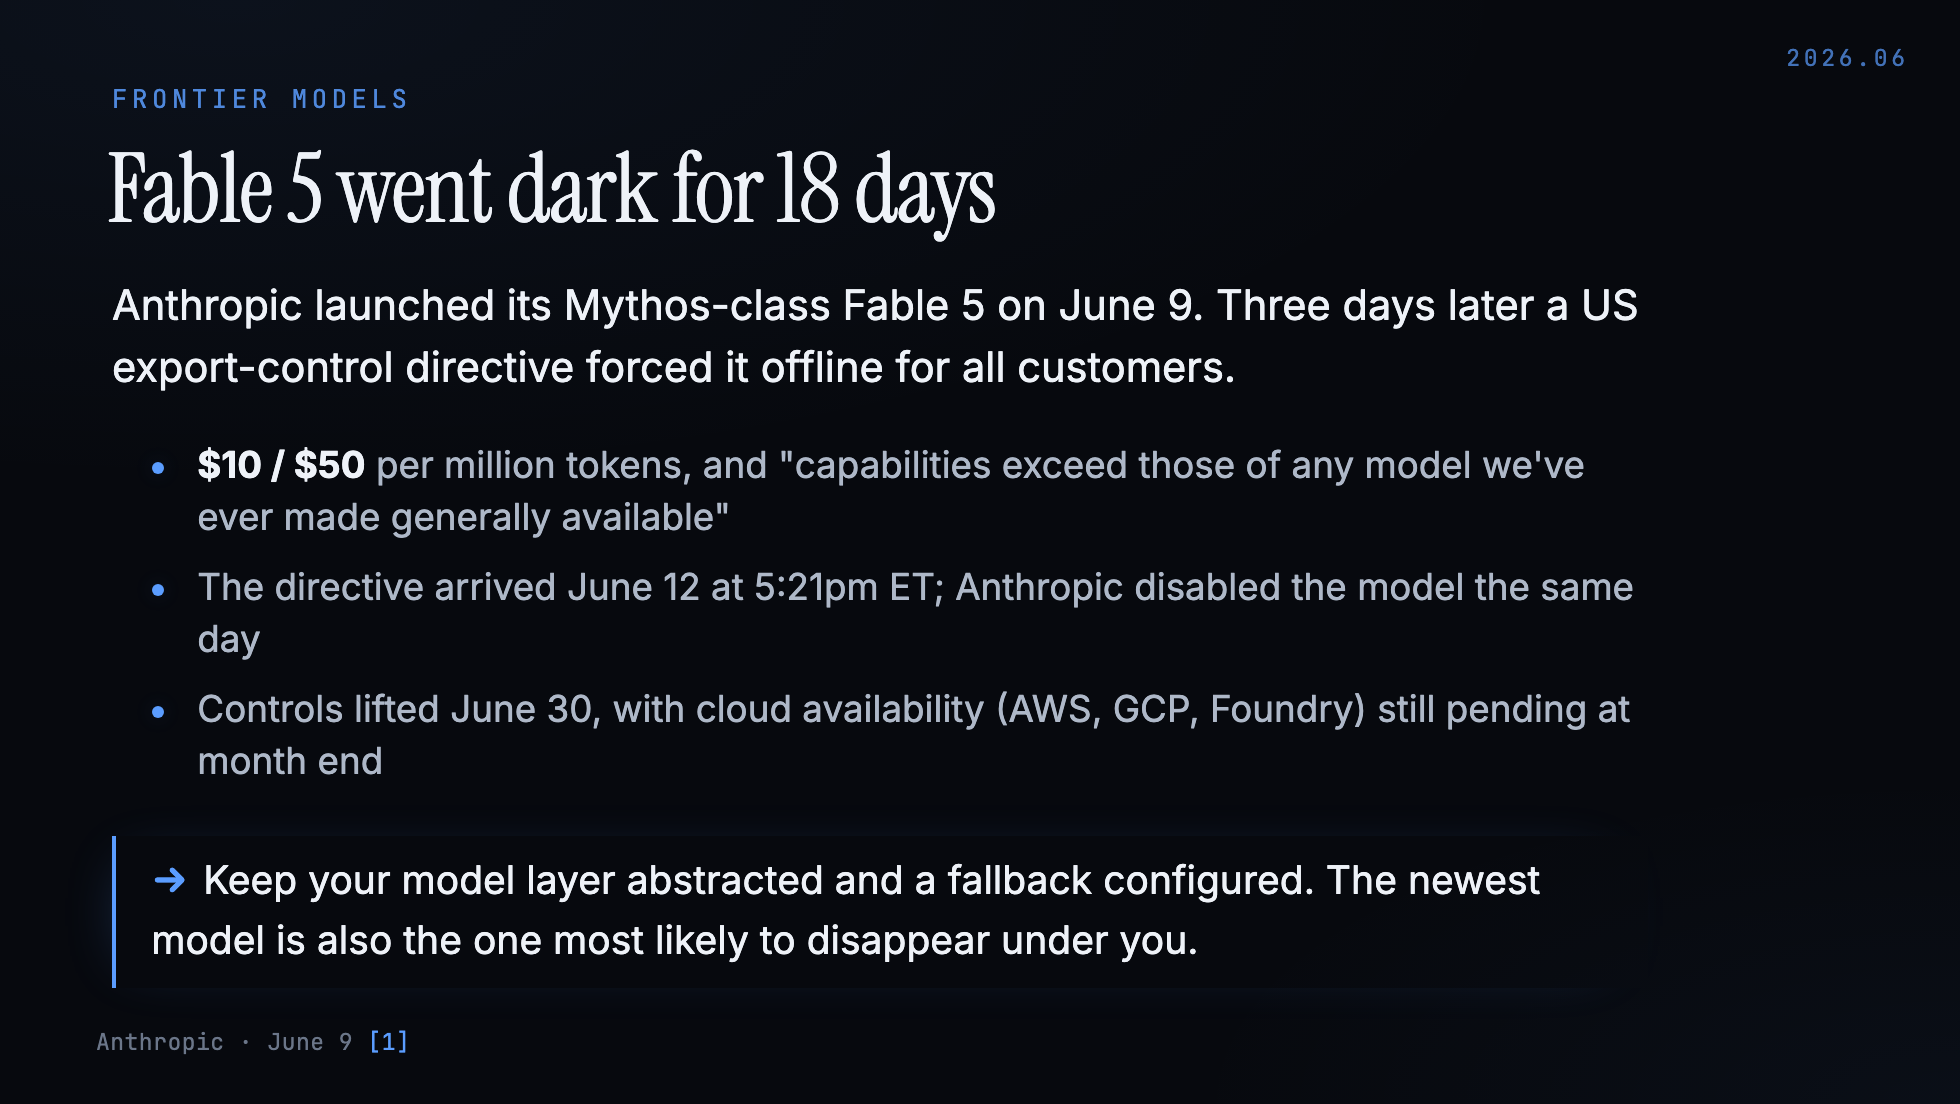 2026.06
FRONTIER MODELS
Fable 5 went dark for 18 days
Anthropic launched its Mythos-class Fable 5 on June 9. Three days later a US
export-control directive forced it offline for all customers.
• $10 / $50 per million tokens, and "capabilities exceed those of any model we've
ever made generally available"
• The directive arrived June 12 at 5:21pm ET; Anthropic disabled the model the same
day
• Controls lifted June 30, with cloud availability (AWS, GCP, Foundry) still pending at
month end
→ Keep your model layer abstracted and a fallback configured. The newest
model is also the one most likely to disappear under you.
Anthropic · June 9 [1]